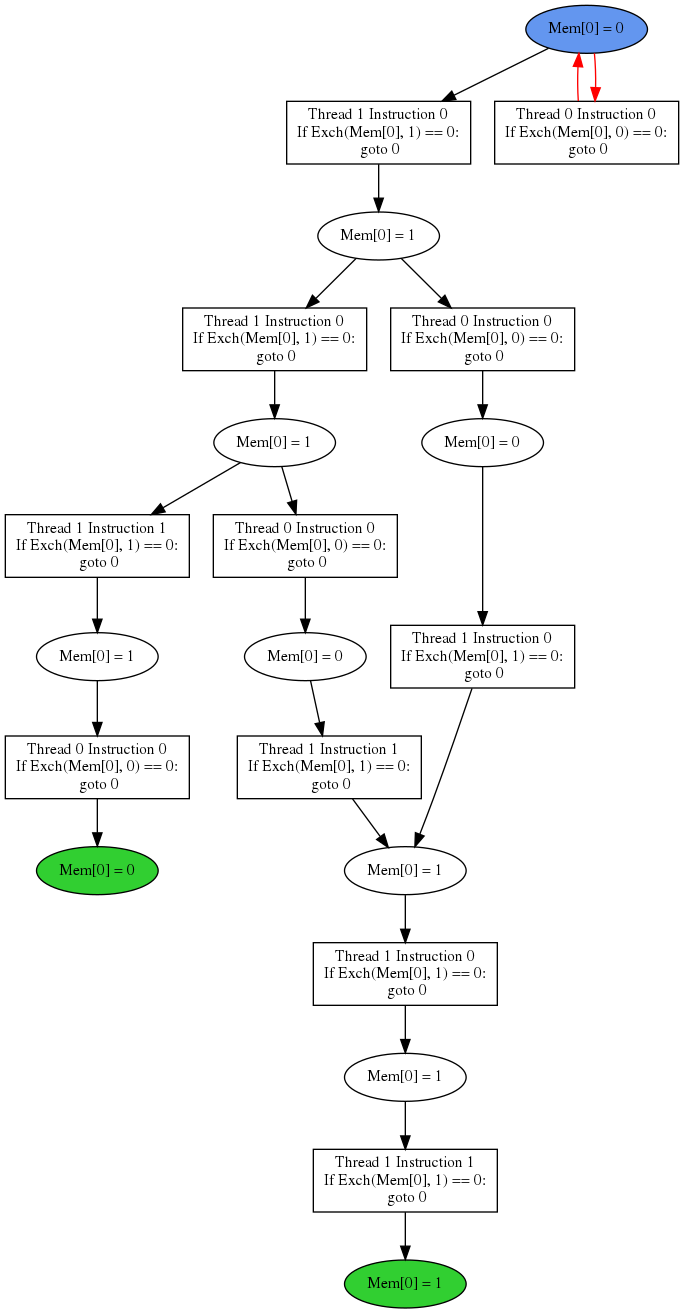 Mem[0] = 0
Thread 1 Instruction 0
If Exch(Mem[0], 1) == 0:
goto 0
Thread 0 Instruction 0
If Exch(Mem[0], 0) == 0:
goto 0
Mem[0] = 1
Thread 1 Instruction 0
If Exch(Mem[0], 1) == 0:
goto 0
Thread 0 Instruction 0
If Exch(Mem[0], 0) == 0:
goto 0
Mem[0] = 1
Mem[0] = 0
Thread 1 Instruction 1
If Exch(Mem[0], 1) == 0:
goto 0
Thread 0 Instruction 0
If Exch(Mem[0], 0) == 0:
goto 0
Mem[0] = 1
Mem[0] = 0
Thread 1 Instruction 0
If Exch(Mem[0], 1) == 0:
goto 0
Thread 0 Instruction 0
If Exch(Mem[0], 0) == 0:
goto 0
Thread 1 Instruction 1
If Exch(Mem[0], 1) == 0:
goto 0
Mem[0] = 0
Mem[0] = 1
Thread 1 Instruction 0
If Exch(Mem[0], 1) == 0:
goto 0
Mem[0] = 1
Thread 1 Instruction 1
If Exch(Mem[0], 1) == 0:
goto 0
Mem[0] = 1